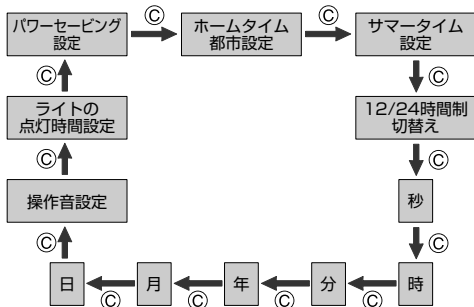 パワーセービング
設定
Ⓒ
ホームタイム
都市設定
Ⓒ
サマータイム
設定
Ⓒ
Ⓒ
ライトの
点灯時間設定
12/24時間制
切替え
Ⓒ
Ⓒ
操作音設定
秒
Ⓒ
Ⓒ
日
Ⓒ
月
Ⓒ
年
Ⓒ
分
Ⓒ
時